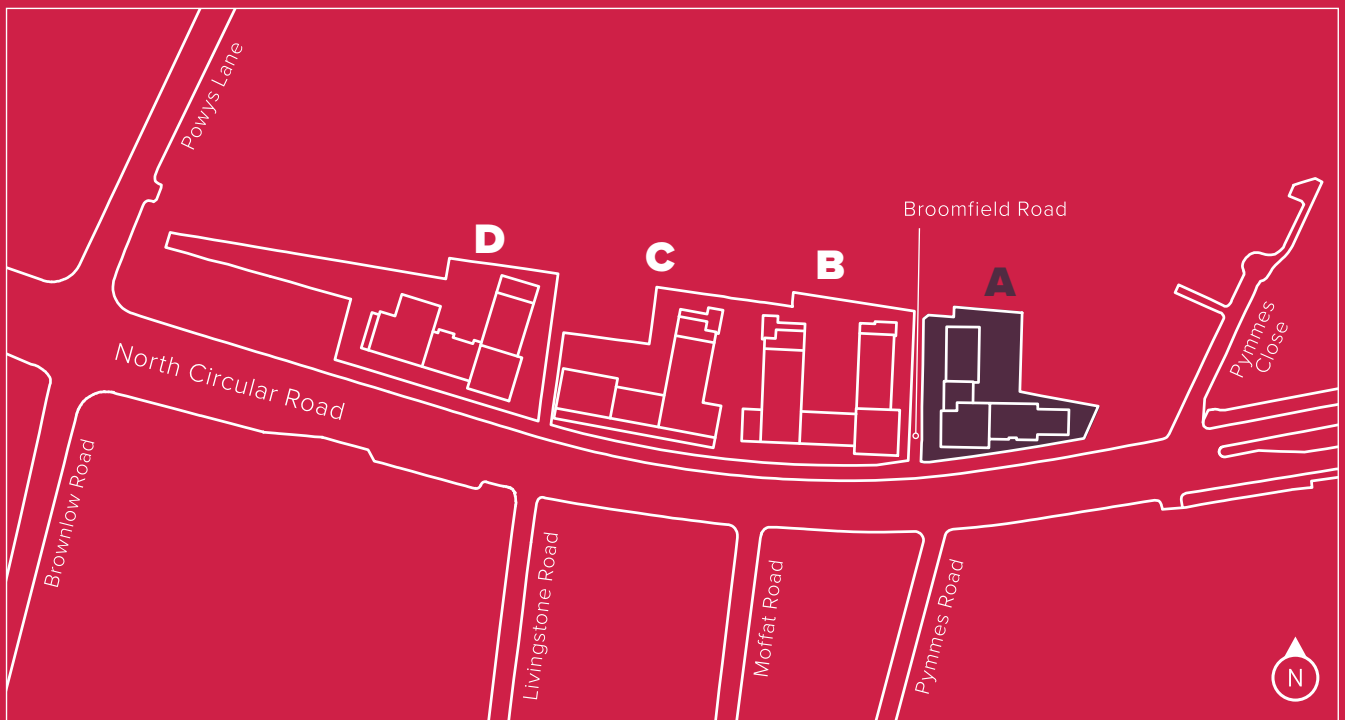 Powys Lane
Broomfield Road
D
C
B
A
Pymmes
Close
North Circular Road
Brownlow Road
Livingstone Road
Moffat Road
Pymmes Road
N